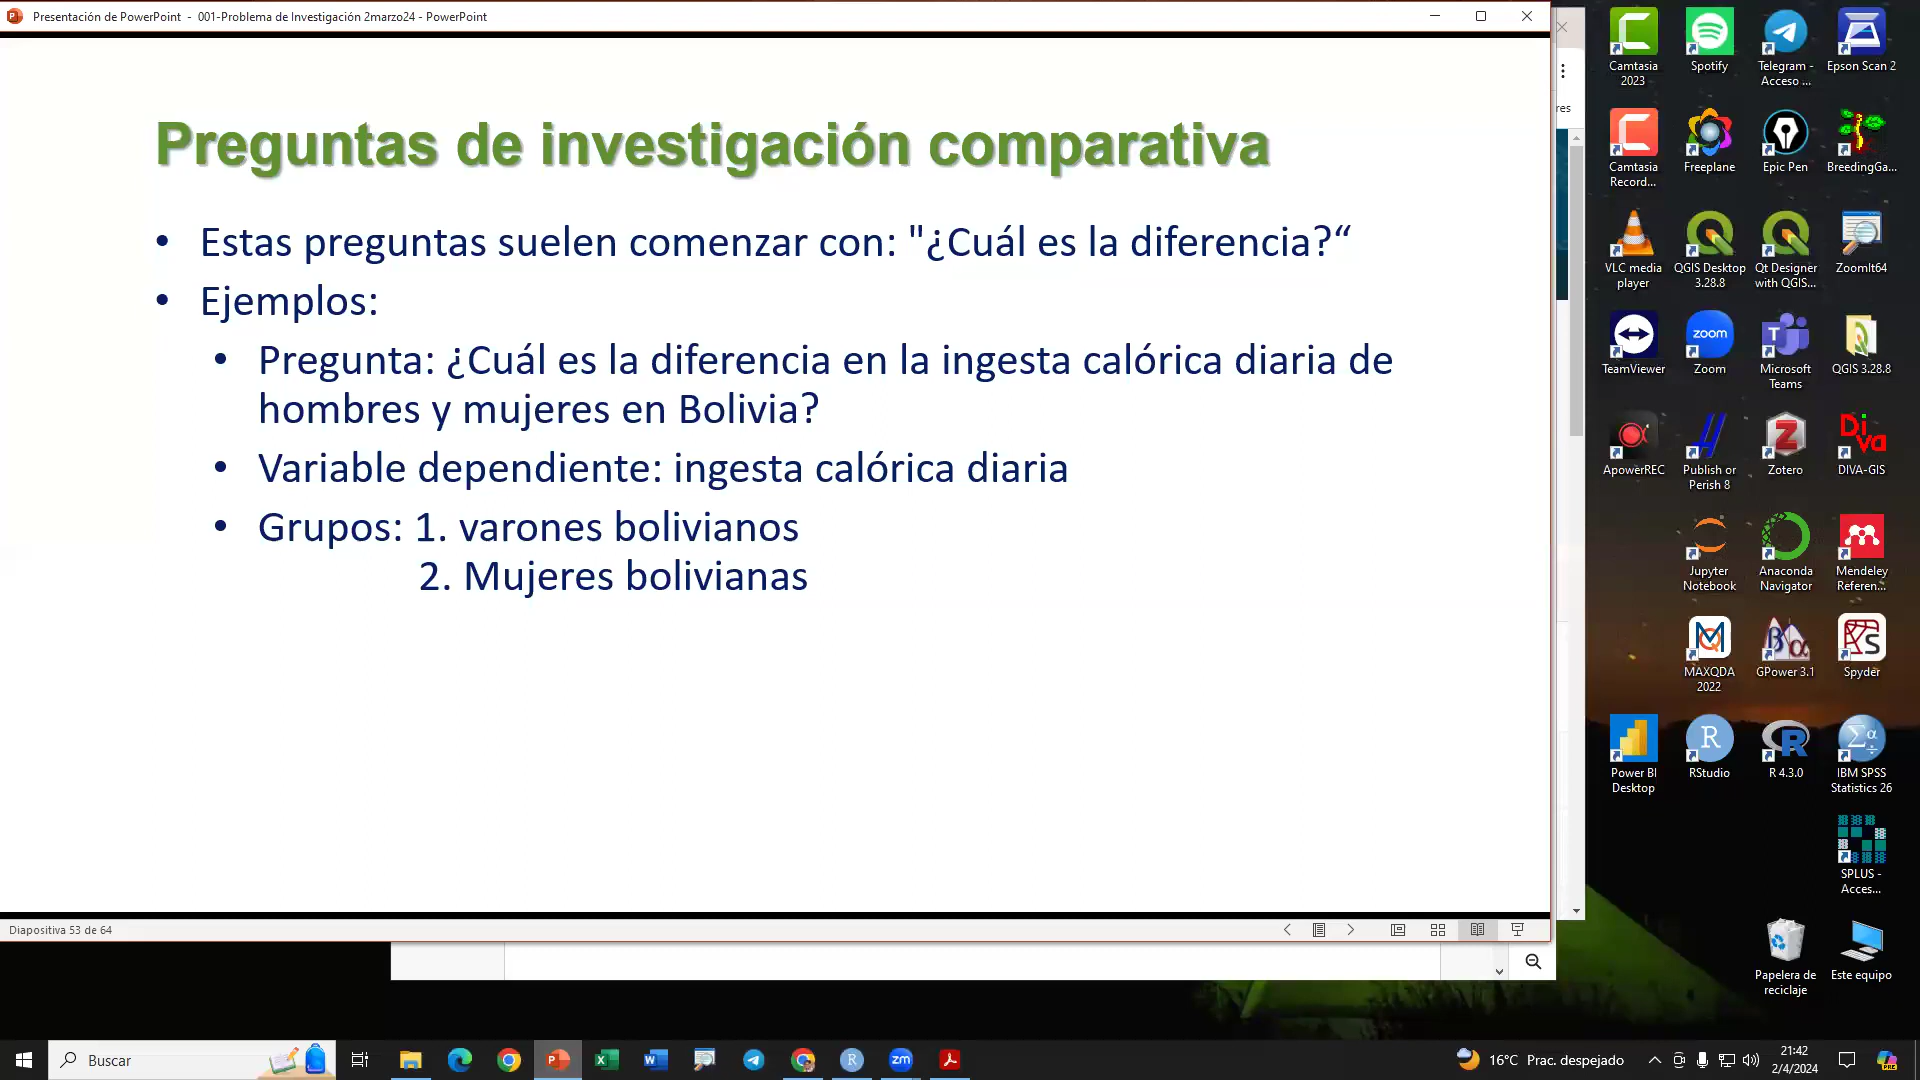 Presentación de PowerPoint - 001-Problema de Investigación 2marzo24 - PowerPoint
Preguntas de investigación comparativa
• Estas preguntas suelen comenzar con: "¿Cuál es la diferencia?“
• Ejemplos:
• Pregunta: ¿Cuál es la diferencia en la ingesta calórica diaria de
hombres y mujeres en Bolivia?
• Variable dependiente: ingesta calórica diaria
• Grupos: 1. varones bolivianos
2. Mujeres bolivianas
Diapositiva 53 de 64
res
Camtasia
2023
Spotify
Telegram -
Acceso ...
Epson Scan 2
Camtasia
Record...
Freeplane
Epic Pen
BreedingGa...
VLC media
player
QGIS Desktop
3.28.8
Qt Designer
with QGIS...
ZoomIt64
zoom
TeamViewer
Zoom
Microsoft
Teams
QGIS 3.28.8
Diva
ApowerREC
Publish or
Perish 8
Zotero
DIVA-GIS
Jupyter
Notebook
Anaconda
Navigator
Mendeley
Referen...
MAXQDA
2022
GPower 3.1
Spyder
Power BI
Desktop
RStudio
R 4.3.0
IBM SPSS
Statistics 26
SPLUS -
Acces...
Papelera de
reciclaje
Este equipo
Buscar
zm
16°C Prac. despejado
21:42
2/4/2024